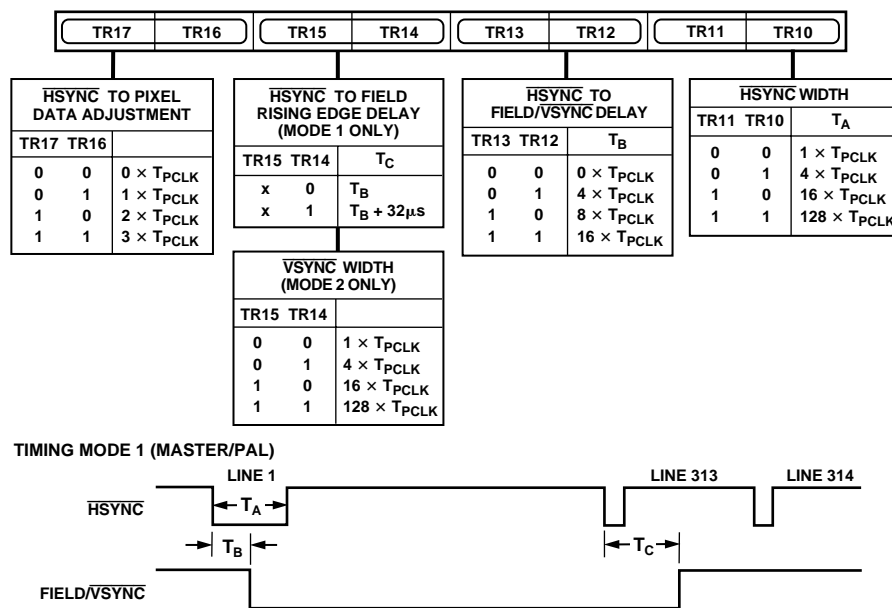 TR17 TR16 TR15 TR14 TR13 TR12 TR11 TR10
HSYNC TO PIXEL
DATA ADJUSTMENT
TR17 TR16
0 0 0 × TPCLK
0 1 1 × TPCLK
1 0 2 × TPCLK
1 1 3 × TPCLK
HSYNC TO FIELD
RISING EDGE DELAY
(MODE 1 ONLY)
TR15 TR14 TC
x 0 TB
x 1 TB + 32μs
HSYNC TO
FIELD/VSYNC DELAY
TR13 TR12 TB
0 0 0 × TPCLK
0 1 4 × TPCLK
1 0 8 × TPCLK
1 1 16 × TPCLK
HSYNC WIDTH
TR11 TR10 TA
0 0 1 × TPCLK
0 1 4 × TPCLK
1 0 16 × TPCLK
1 1 128 × TPCLK
VSYNC WIDTH
(MODE 2 ONLY)
TR15 TR14
0 0 1 × TPCLK
0 1 4 × TPCLK
1 0 16 × TPCLK
1 1 128 × TPCLK
TIMING MODE 1 (MASTER/PAL)
LINE 1 LINE 313 LINE 314
HSYNC TA
TB TC
FIELD/VSYNC